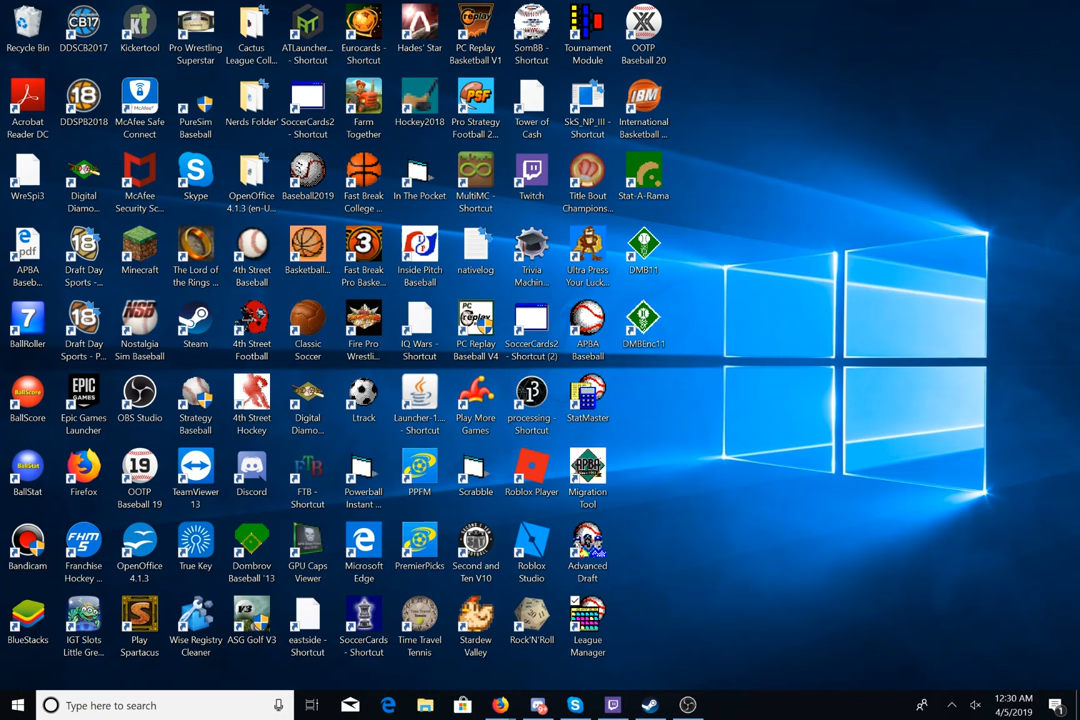 Recycle Bin
DDSCB2017
Kickertool
Pro Wrestling
Superstar
Cactus
League Coll...
ATLauncher...
- Shortcut
Eurocards -
Shortcut
Hades' Star
PC Replay
Basketball V1
SomBB -
Shortcut
Tournament
Module
OOTP
Baseball 20
Acrobat
Reader DC
DDSPB2018
McAfee Safe
Connect
PureSim
Baseball
Nerds Folder'
SoccerCards2
- Shortcut
Farm
Together
Hockey2018
Pro Strategy
Football 2...
Tower of
Cash
SkS_NP_III -
Shortcut
International
Basketball ...
WreSpi3
Digital
Diamo...
McAfee
Security Sc...
Skype
OpenOffice
4.1.3 (en-U...
Baseball2019
Fast Break
College ...
In The Pocket
MultiMC -
Shortcut
Twitch
Title Bout
Champions...
Stat-A-Rama
APBA
Baseb...
Draft Day
Sports -...
Minecraft
The Lord of
the Rings ...
4th Street
Baseball
Basketball...
Fast Break
Pro Baske...
Inside Pitch
Baseball
nativelog
Trivia
Machin...
Ultra Press
Your Luck...
DMB11
BallRoller
Draft Day
Sports - P...
Nostalgia
Sim Baseball
Steam
4th Street
Football
Classic
Soccer
Fire Pro
Wrestli...
IQ Wars -
Shortcut
PC Replay
Baseball V4
SoccerCards2
- Shortcut (2)
APBA
Baseball
DMBEnc11
BallScore
Epic Games
Launcher
OBS Studio
Strategy
Baseball
4th Street
Hockey
Digital
Diamo...
Ltrack
Launcher-1....
- Shortcut
Play More
Games
processing -
Shortcut
StatMaster
BallStat
Firefox
OOTP
Baseball 19
TeamViewer
13
Discord
FTB -
Shortcut
Powerball
Instant ...
PPFM
Scrabble
Roblox Player
Migration
Tool
Bandicam
Franchise
Hockey ...
OpenOffice
4.1.3
True Key
Dombrov
Baseball '13
GPU Caps
Viewer
Microsoft
Edge
PremierPicks
Second and
Ten V10
Roblox
Studio
Advanced
Draft
BlueStacks
IGT Slots
Little Gre...
Play
Spartacus
Wise Registry
Cleaner
ASG Golf V3
eastside -
Shortcut
SoccerCards
- Shortcut
Time Travel
Tennis
Stardew
Valley
Rock'N'Roll
League
Manager
Type here to search
12:30 AM
4/5/2019